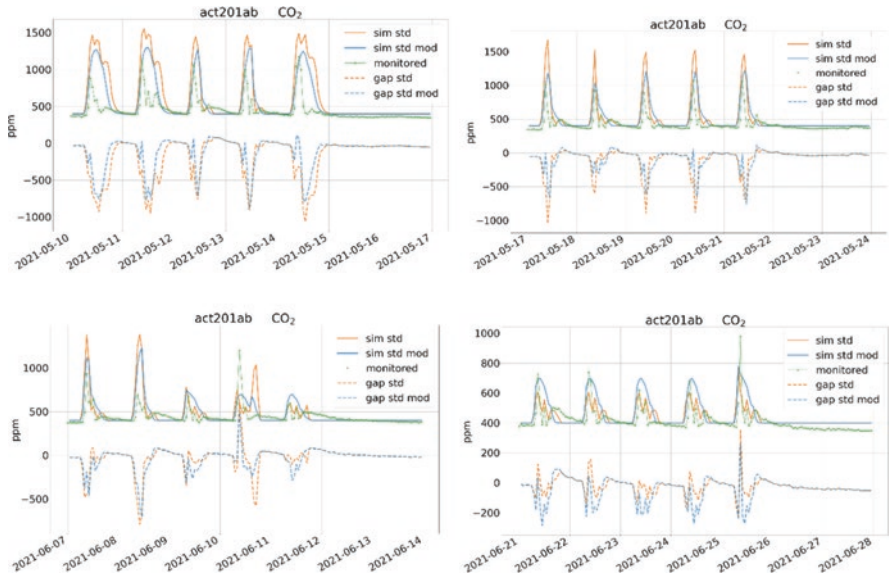 act201ab CO₂
1500
1000
500
0
−500
−1000
ppm
sim std
sim std mod
monitored
gap std
gap std mod
2021-05-10
2021-05-11
2021-05-12
2021-05-13
2021-05-14
2021-05-15
2021-05-16
2021-05-17
act201ab CO₂
1500
1000
500
0
−500
−1000
ppm
sim std
sim std mod
monitored
gap std
gap std mod
2021-05-17
2021-05-18
2021-05-19
2021-05-20
2021-05-21
2021-05-22
2021-05-23
2021-05-24
act201ab CO₂
1000
500
0
−500
ppm
sim std
sim std mod
monitored
gap std
gap std mod
2021-06-07
2021-06-08
2021-06-09
2021-06-10
2021-06-11
2021-06-12
2021-06-13
2021-06-14
act201ab CO₂
1000
800
600
400
200
0
−200
ppm
sim std
sim std mod
monitored
gap std
gap std mod
2021-06-21
2021-06-22
2021-06-23
2021-06-24
2021-06-25
2021-06-26
2021-06-27
2021-06-28